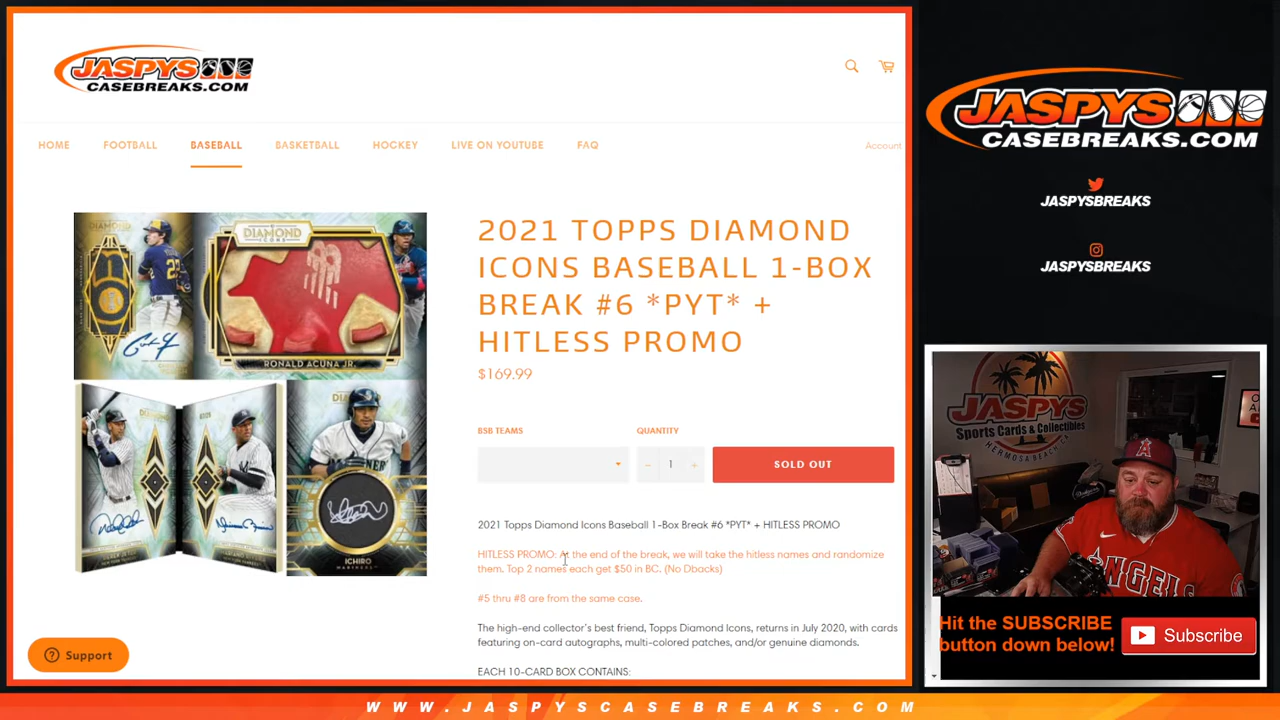 JASPYS
CASEBREAKS.COM
HOME
FOOTBALL
BASEBALL
BASKETBALL
HOCKEY
LIVE ON YOUTUBE
FAQ
Account
DIAMOND
RONALD ACUNA JR.
ICHIRO
MARINERS
2021 TOPPS DIAMOND
ICONS BASEBALL 1-BOX
BREAK #6 *PYT* +
HITLESS PROMO
$169.99
BSB TEAMS
QUANTITY
− 1 +
SOLD OUT
2021 Topps Diamond Icons Baseball 1-Box Break #6 *PYT* + HITLESS PROMO
HITLESS PROMO: At the end of the break, we will take the hitless names and randomize
them. Top 2 names each get $50 in BC. (No Dbacks)
#5 thru #8 are from the same case.
The high-end collector's best friend, Topps Diamond Icons, returns in July 2020, with cards
featuring on-card autographs, multi-colored patches, and/or genuine diamonds.
EACH 10-CARD BOX CONTAINS:
Support
JASPYS
CASEBREAKS.COM
JASPYSBREAKS
JASPYSBREAKS
JASPYS
Sports Cards & Collectibles
HERMOSA BEACH, CA
ANGELS
Hit the SUBSCRIBE
button down below!
Subscribe
WWW.JASPYSCASEBREAKS.COM